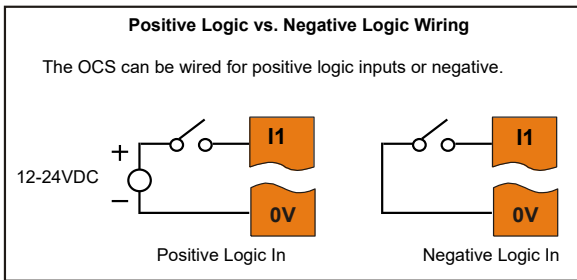 Positive Logic vs. Negative Logic Wiring
The OCS can be wired for positive logic inputs or negative.
I1
I1
+
12-24VDC
–
0V
0V
Positive Logic In
Negative Logic In